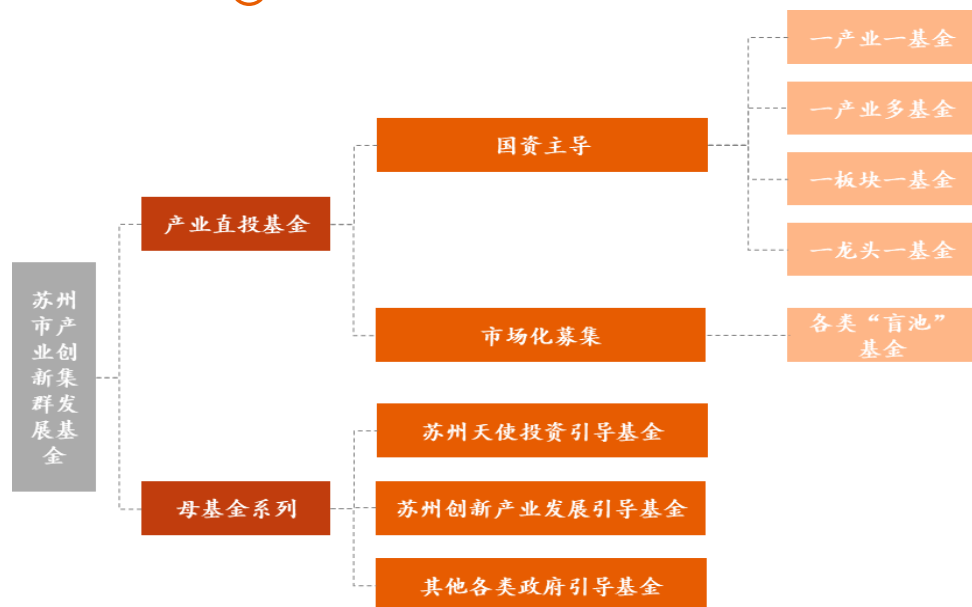 苏州
市产
业创
新集
群发
展基
金
产业直投基金
母基金系列
国资主导
市场化募集
苏州天使投资引导基金
苏州创新产业发展引导基金
其他各类政府引导基金
一产业一基金
一产业多基金
一板块一基金
一龙头一基金
各类“盲池”
基金